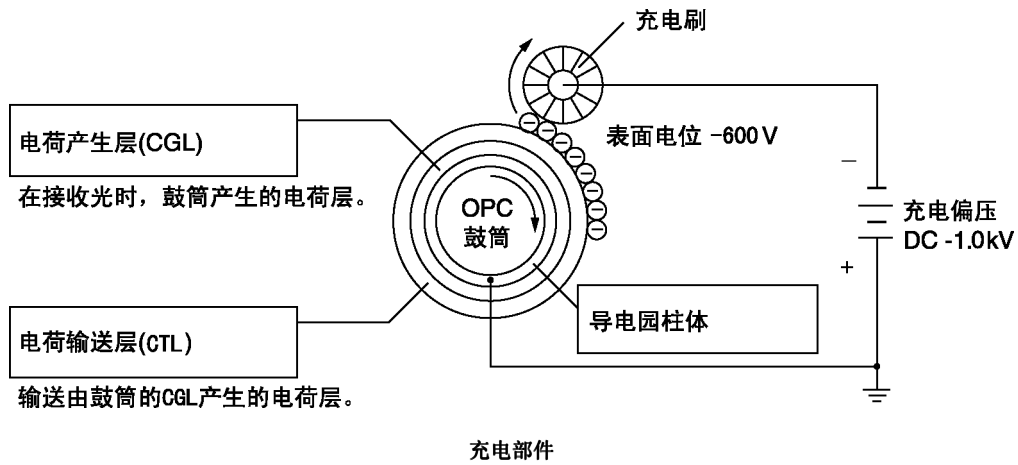 充电刷
电荷产生层(CGL)
在接收光时，鼓筒产生的电荷层。
表面电位 -600V
OPC
鼓筒
充电偏压
DC -1.0kV
−
+
导电园柱体
电荷输送层(CTL)
输送由鼓筒的CGL产生的电荷层。
充电部件